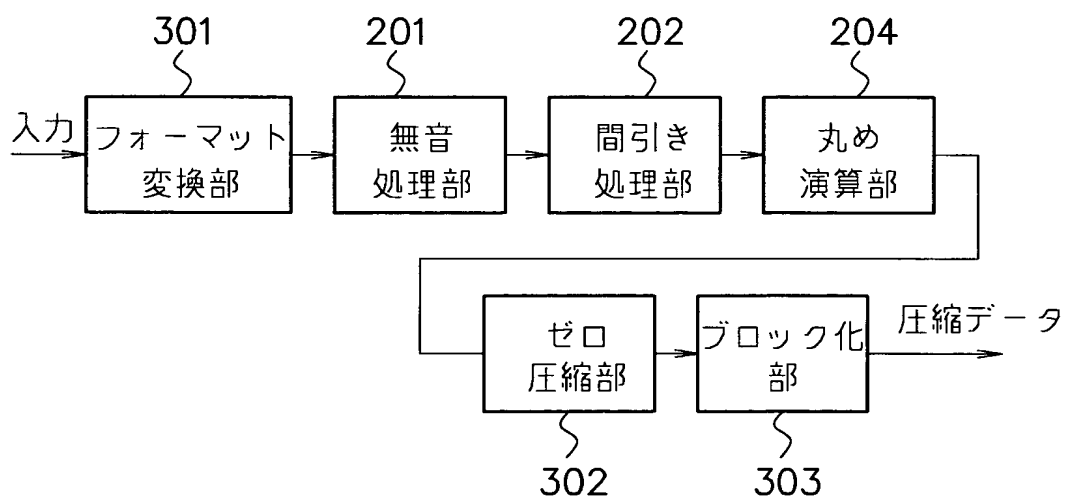 301
201
202
204
入力
フォーマット
変換部
無音
処理部
間引き
処理部
丸め
演算部
ゼロ
圧縮部
ブロック化
部
圧縮データ
302
303